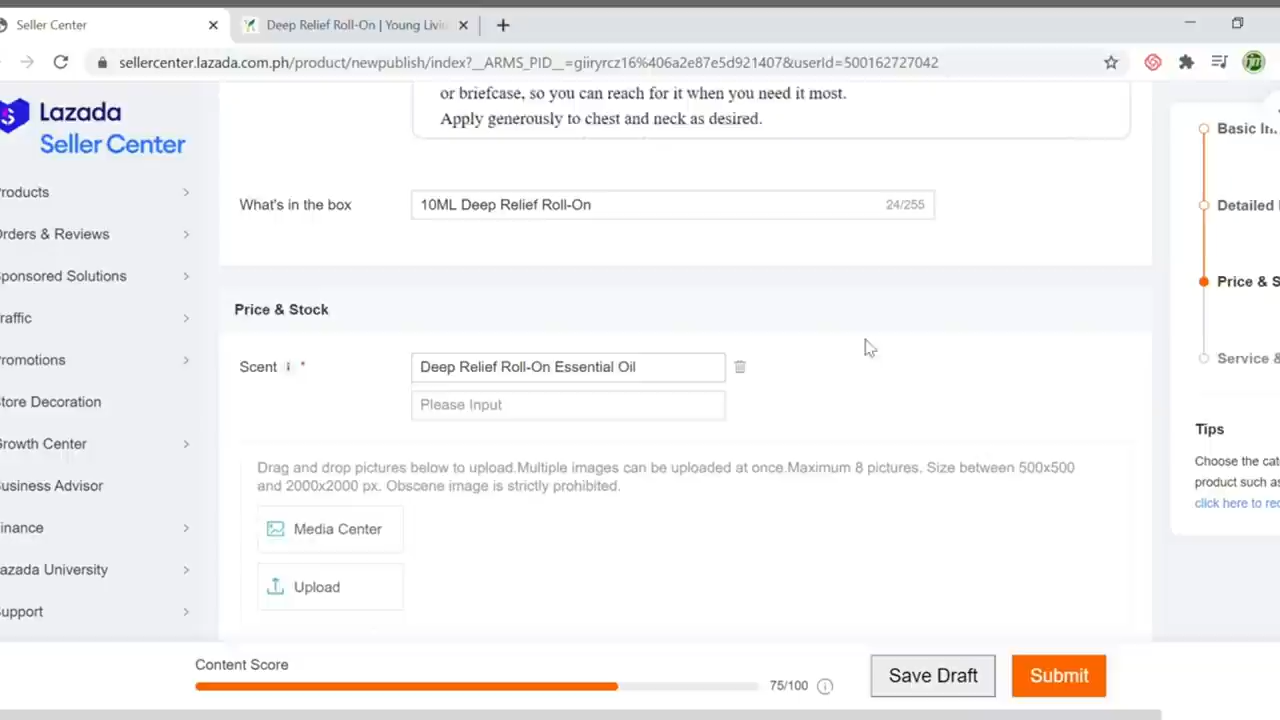 Seller Center
Deep Relief Roll-On | Young Livi
sellercenter.lazada.com.ph/product/newpublish/index?__ARMS_PID__=giiryrcz16%406a2e87e5d921407&userId=500162727042
Lazada
Seller Center
roducts
rders & Reviews
ponsored Solutions
raffic
romotions
tore Decoration
rowth Center
usiness Advisor
inance
azada University
upport
or briefcase, so you can reach for it when you need it most.
Apply generously to chest and neck as desired.
What's in the box
10ML Deep Relief Roll-On
24/255
Price & Stock
Scent *
Deep Relief Roll-On Essential Oil
Please Input
Drag and drop pictures below to upload.Multiple images can be uploaded at once.Maximum 8 pictures. Size between 500x500
and 2000x2000 px. Obscene image is strictly prohibited.
Media Center
Upload
Basic In
Detailed
Price & S
Service &
Tips
Choose the cat
product such as
click here to rec
Content Score
75/100
Save Draft
Submit